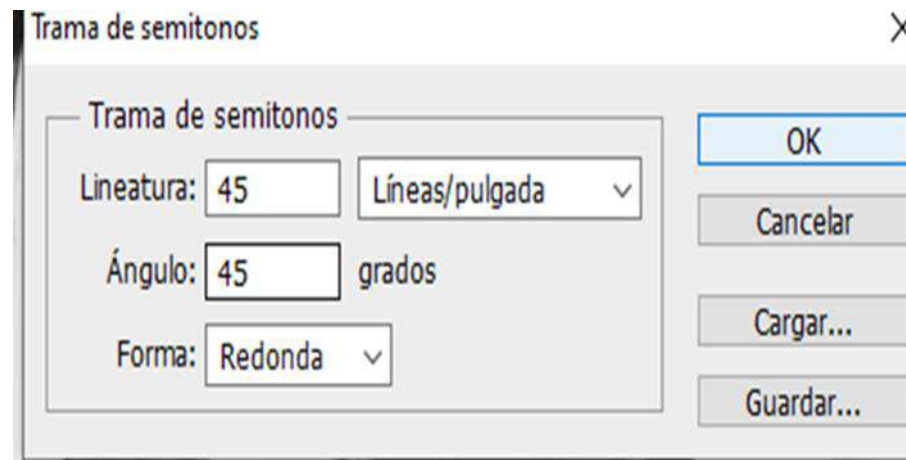 Trama de semitonos
Trama de semitonos
Lineatura: 45 Líneas/pulgada
Ángulo: 45 grados
Forma: Redonda
OK
Cancelar
Cargar...
Guardar...